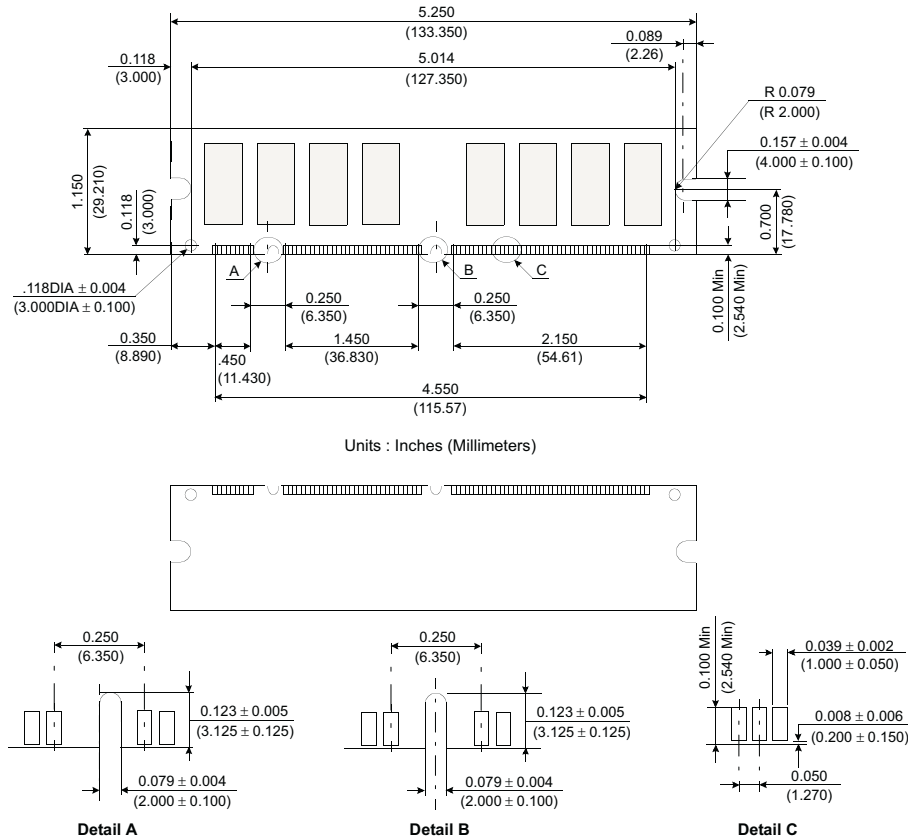 5.250
(133.350)
0.089
(2.26)
0.118
(3.000)
5.014
(127.350)
R 0.079
(R 2.000)
0.157 ± 0.004
(4.000 ± 0.100)
1.150
(29.210)
0.118
(3.000)
0.700
(17.780)
A
B
C
.118DIA ± 0.004
(3.000DIA ± 0.100)
0.250
(6.350)
0.250
(6.350)
0.100 Min
(2.540 Min)
0.350
(8.890)
.450
(11.430)
1.450
(36.830)
2.150
(54.61)
4.550
(115.57)
Units : Inches (Millimeters)
0.250
(6.350)
0.123 ± 0.005
(3.125 ± 0.125)
0.079 ± 0.004
(2.000 ± 0.100)
Detail A
0.250
(6.350)
0.123 ± 0.005
(3.125 ± 0.125)
0.079 ± 0.004
(2.000 ± 0.100)
Detail B
0.100 Min
(2.540 Min)
0.039 ± 0.002
(1.000 ± 0.050)
0.008 ± 0.006
(0.200 ± 0.150)
0.050
(1.270)
Detail C